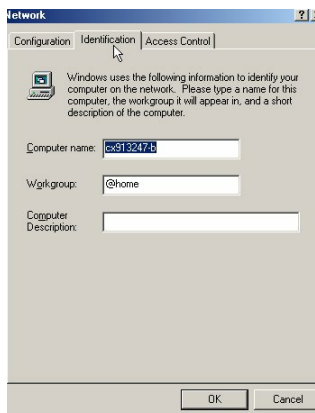 Network
Configuration Identification Access Control
Windows uses the following information to identify your
computer on the network. Please type a name for this
computer, the workgroup it will appear in, and a short
description of the computer.
Computer name: cx913247-b
Workgroup: @home
Computer
Description:
OK Cancel